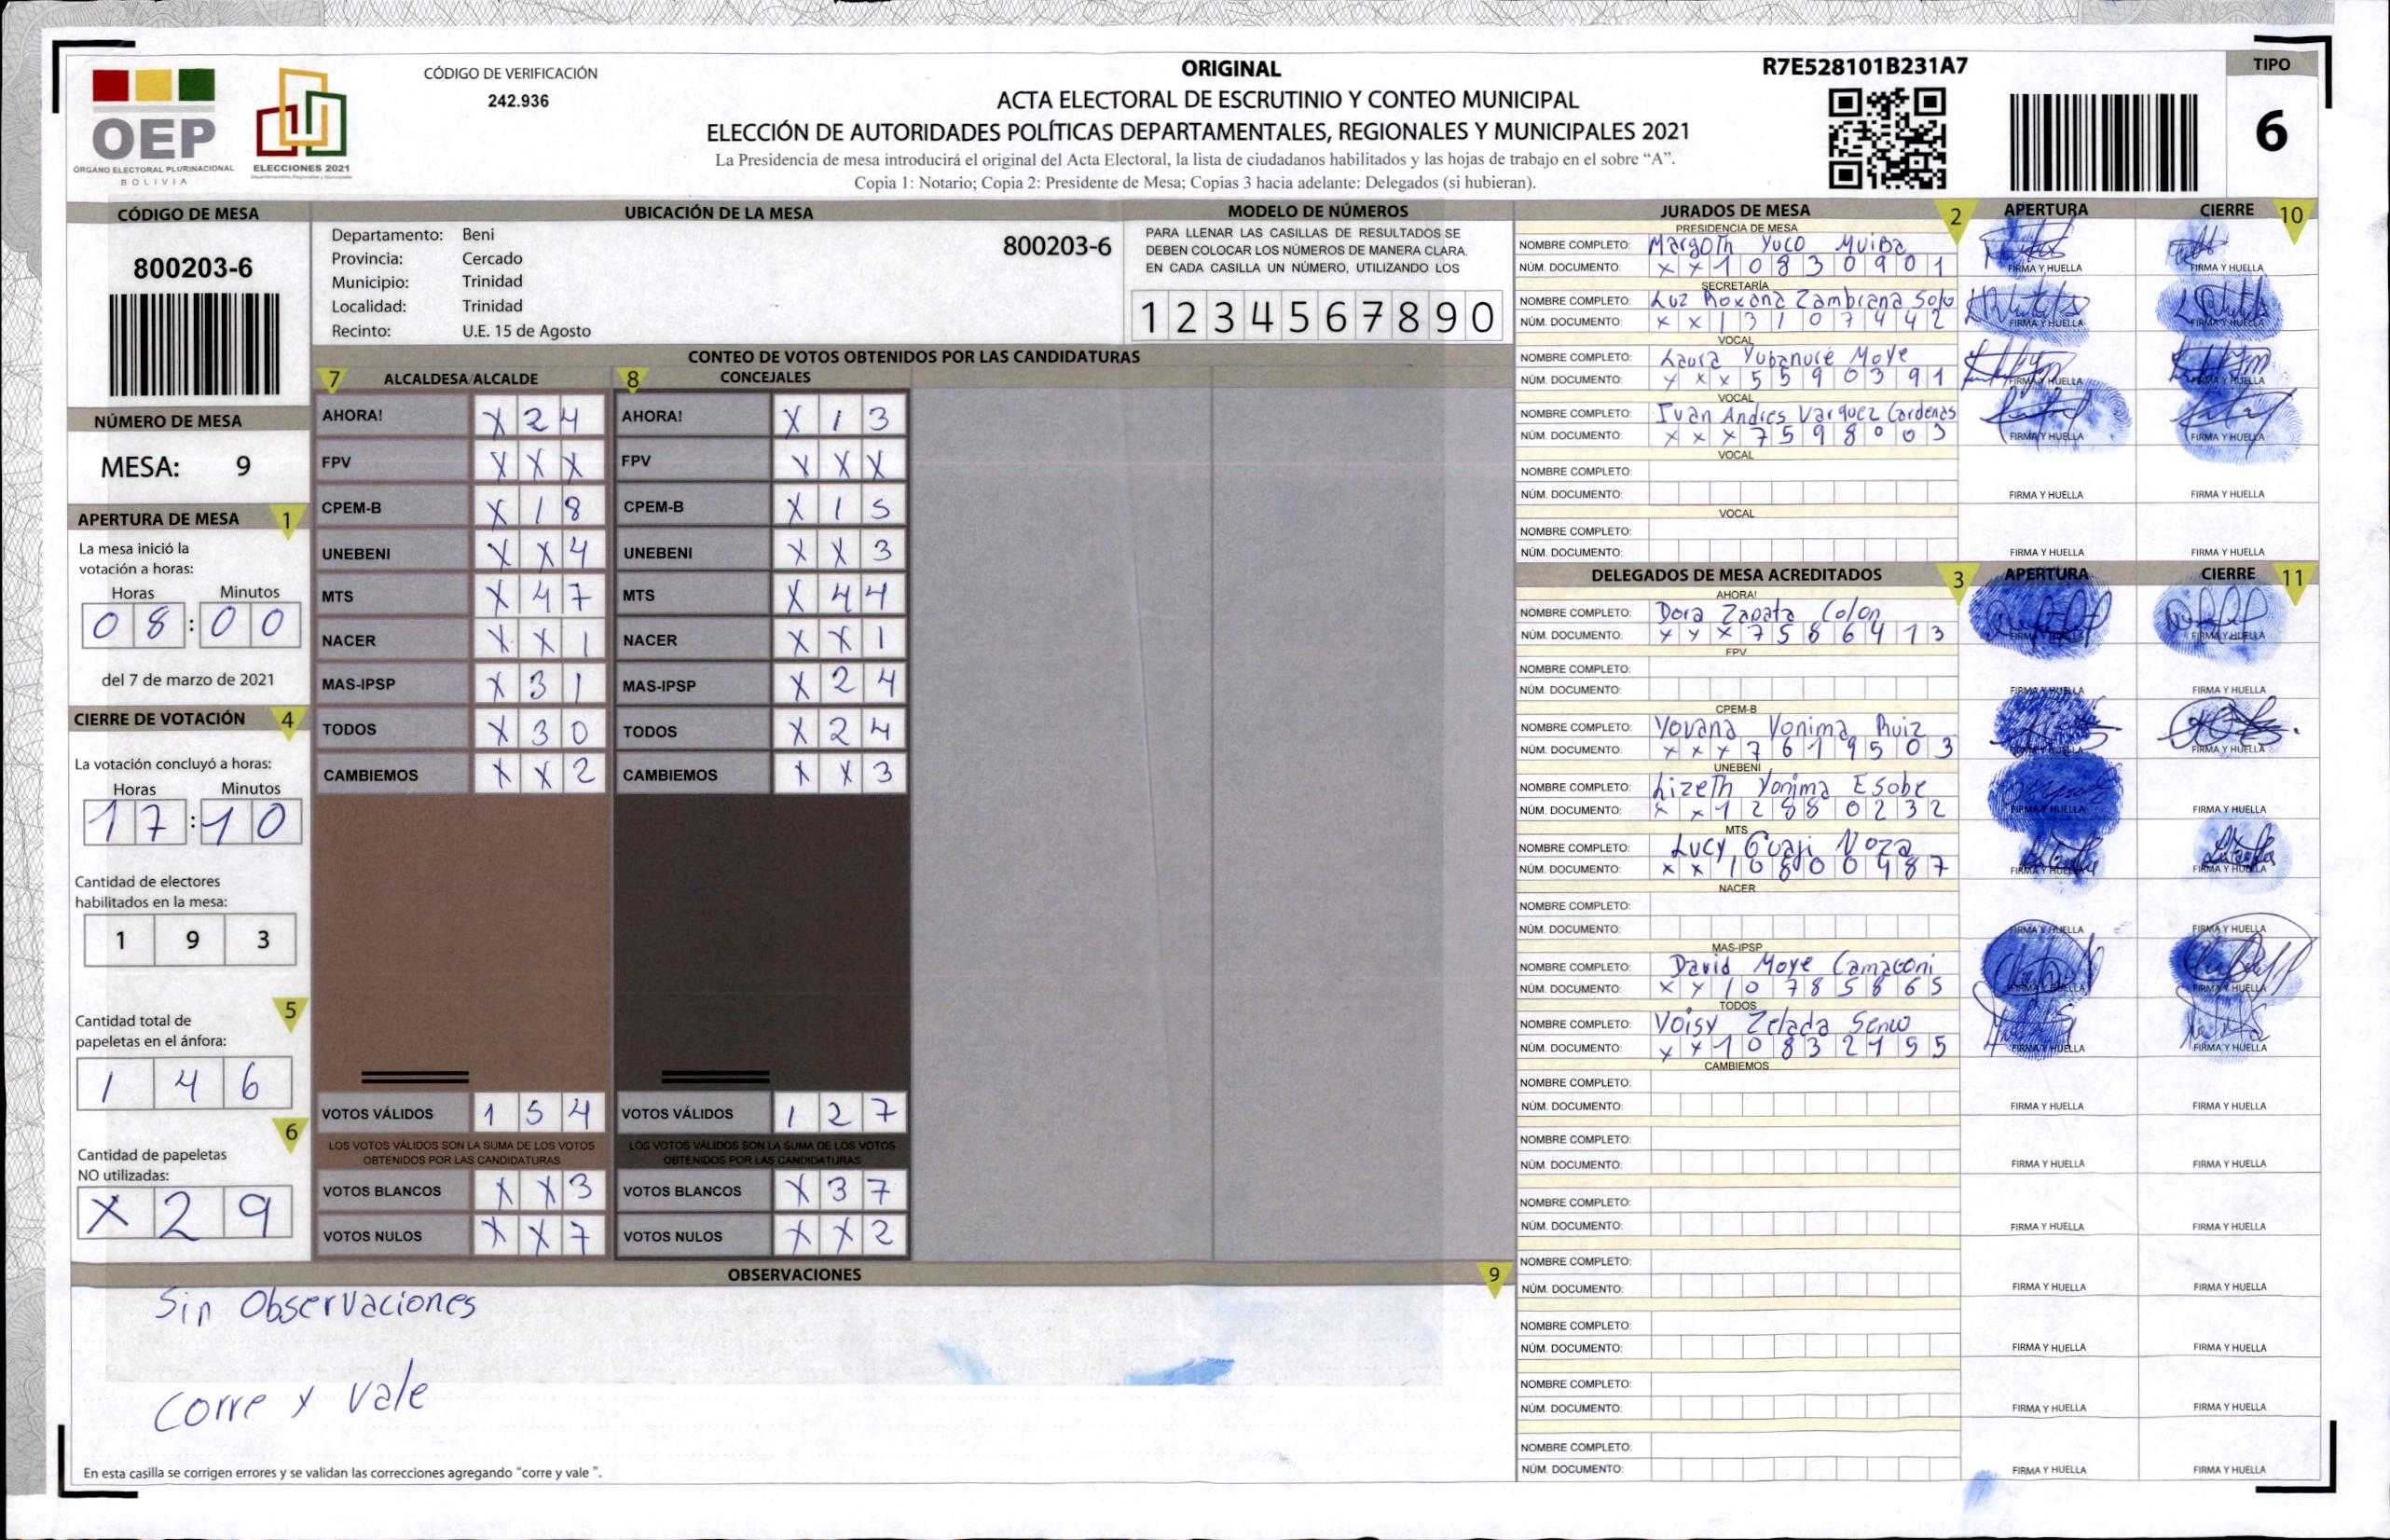 CÓDIGO DE VERIFICACIÓN
242.936
OEP
ÓRGANO ELECTORAL PLURINACIONAL
BOLIVIA
ELECCIONES 2021
ORIGINAL
ACTA ELECTORAL DE ESCRUTINIO Y CONTEO MUNICIPAL
ELECCIÓN DE AUTORIDADES POLÍTICAS DEPARTAMENTALES, REGIONALES Y MUNICIPALES 2021
La Presidencia de mesa introducirá el original del Acta Electoral, la lista de ciudadanos habilitados y las hojas de trabajo en el sobre “A”.
Copia 1: Notario; Copia 2: Presidente de Mesa; Copias 3 hacia adelante: Delegados (si hubieran).
R7E528101B231A7
TIPO
6
CÓDIGO DE MESA
800203-6
NÚMERO DE MESA
MESA: 9
APERTURA DE MESA 1
La mesa inició la
votación a horas:
Horas Minutos
0 8 : 0 0
del 7 de marzo de 2021
CIERRE DE VOTACIÓN 4
La votación concluyó a horas:
Horas Minutos
1 7 : 1 0
Cantidad de electores
habilitados en la mesa:
1 9 3
5
Cantidad total de
papeletas en el ánfora:
1 4 6
6
Cantidad de papeletas
NO utilizadas:
X 2 9
UBICACIÓN DE LA MESA
Departamento: Beni
Provincia: Cercado
Municipio: Trinidad
Localidad: Trinidad
Recinto: U.E. 15 de Agosto
800203-6
MODELO DE NÚMEROS
PARA LLENAR LAS CASILLAS DE RESULTADOS SE
DEBEN COLOCAR LOS NÚMEROS DE MANERA CLARA.
EN CADA CASILLA UN NÚMERO, UTILIZANDO LOS
1 2 3 4 5 6 7 8 9 0
CONTEO DE VOTOS OBTENIDOS POR LAS CANDIDATURAS
7 ALCALDESA/ALCALDE
AHORA! X 2 4
FPV X X X
CPEM-B X 1 8
UNEBENI X X 4
MTS X 4 7
NACER X X 1
MAS-IPSP X 3 1
TODOS X 3 0
CAMBIEMOS X X 2
VOTOS VÁLIDOS 1 5 4
LOS VOTOS VÁLIDOS SON LA SUMA DE LOS VOTOS
OBTENIDOS POR LAS CANDIDATURAS
VOTOS BLANCOS X X 3
VOTOS NULOS X X 7
8 CONCEJALES
AHORA! X 1 3
FPV X X X
CPEM-B X 1 5
UNEBENI X X 3
MTS X 4 4
NACER X X 1
MAS-IPSP X 2 4
TODOS X 2 4
CAMBIEMOS X X 3
VOTOS VÁLIDOS 1 2 7
LOS VOTOS VÁLIDOS SON LA SUMA DE LOS VOTOS
OBTENIDOS POR LAS CANDIDATURAS
VOTOS BLANCOS X 3 7
VOTOS NULOS X X 2
OBSERVACIONES 9
Sin Observaciones
Corre y vale
En esta casilla se corrigen errores y se validan las correcciones agregando “corre y vale ”.
JURADOS DE MESA 2 APERTURA CIERRE 10
PRESIDENCIA DE MESA
NOMBRE COMPLETO: Margoth Yuco Muiba
NÚM. DOCUMENTO: X X 1 0 8 3 0 9 0 1 FIRMA Y HUELLA FIRMA Y HUELLA
SECRETARÍA
NOMBRE COMPLETO: Luz Roxana Zambrana Soto
NÚM. DOCUMENTO: X X 1 3 1 0 7 4 4 2 FIRMA Y HUELLA FIRMA Y HUELLA
VOCAL
NOMBRE COMPLETO: Laura Yubanure Moye
NÚM. DOCUMENTO: X X X 5 5 9 0 3 9 1 FIRMA Y HUELLA FIRMA Y HUELLA
VOCAL
NOMBRE COMPLETO: Ivan Andres Varquez Cardenas
NÚM. DOCUMENTO: X X X 7 5 9 8 0 0 3 FIRMA Y HUELLA FIRMA Y HUELLA
VOCAL
NOMBRE COMPLETO:
NÚM. DOCUMENTO: FIRMA Y HUELLA FIRMA Y HUELLA
VOCAL
NOMBRE COMPLETO:
NÚM. DOCUMENTO: FIRMA Y HUELLA FIRMA Y HUELLA
DELEGADOS DE MESA ACREDITADOS 3 APERTURA CIERRE 11
AHORA!
NOMBRE COMPLETO: Dora Zapata Colon
NÚM. DOCUMENTO: X X X 7 5 8 6 4 1 3 FIRMA Y HUELLA FIRMA Y HUELLA
FPV
NOMBRE COMPLETO:
NÚM. DOCUMENTO: FIRMA Y HUELLA FIRMA Y HUELLA
CPEM-B
NOMBRE COMPLETO: Yovana Yonima Ruiz
NÚM. DOCUMENTO: X X X 7 6 1 9 5 0 3 FIRMA Y HUELLA FIRMA Y HUELLA
UNEBENI
NOMBRE COMPLETO: Lizeth Yonima Esobe
NÚM. DOCUMENTO: X X 1 2 8 8 0 2 3 2 FIRMA Y HUELLA FIRMA Y HUELLA
MTS
NOMBRE COMPLETO: Lucy Guaji Noza
NÚM. DOCUMENTO: X X 1 0 8 0 0 4 8 7 FIRMA Y HUELLA FIRMA Y HUELLA
NACER
NOMBRE COMPLETO:
NÚM. DOCUMENTO: FIRMA Y HUELLA FIRMA Y HUELLA
MAS-IPSP
NOMBRE COMPLETO: David Moye Camaconi
NÚM. DOCUMENTO: X X 1 0 7 8 5 8 6 5 FIRMA Y HUELLA FIRMA Y HUELLA
TODOS
NOMBRE COMPLETO: Voisy Zelada Senco
NÚM. DOCUMENTO: X X 1 0 8 3 2 1 5 5 FIRMA Y HUELLA FIRMA Y HUELLA
CAMBIEMOS
NOMBRE COMPLETO:
NÚM. DOCUMENTO: FIRMA Y HUELLA FIRMA Y HUELLA
NOMBRE COMPLETO:
NÚM. DOCUMENTO: FIRMA Y HUELLA FIRMA Y HUELLA
NOMBRE COMPLETO:
NÚM. DOCUMENTO: FIRMA Y HUELLA FIRMA Y HUELLA
NOMBRE COMPLETO:
NÚM. DOCUMENTO: FIRMA Y HUELLA FIRMA Y HUELLA
NOMBRE COMPLETO:
NÚM. DOCUMENTO: FIRMA Y HUELLA FIRMA Y HUELLA
NOMBRE COMPLETO:
NÚM. DOCUMENTO: FIRMA Y HUELLA FIRMA Y HUELLA
NOMBRE COMPLETO:
NÚM. DOCUMENTO: FIRMA Y HUELLA FIRMA Y HUELLA